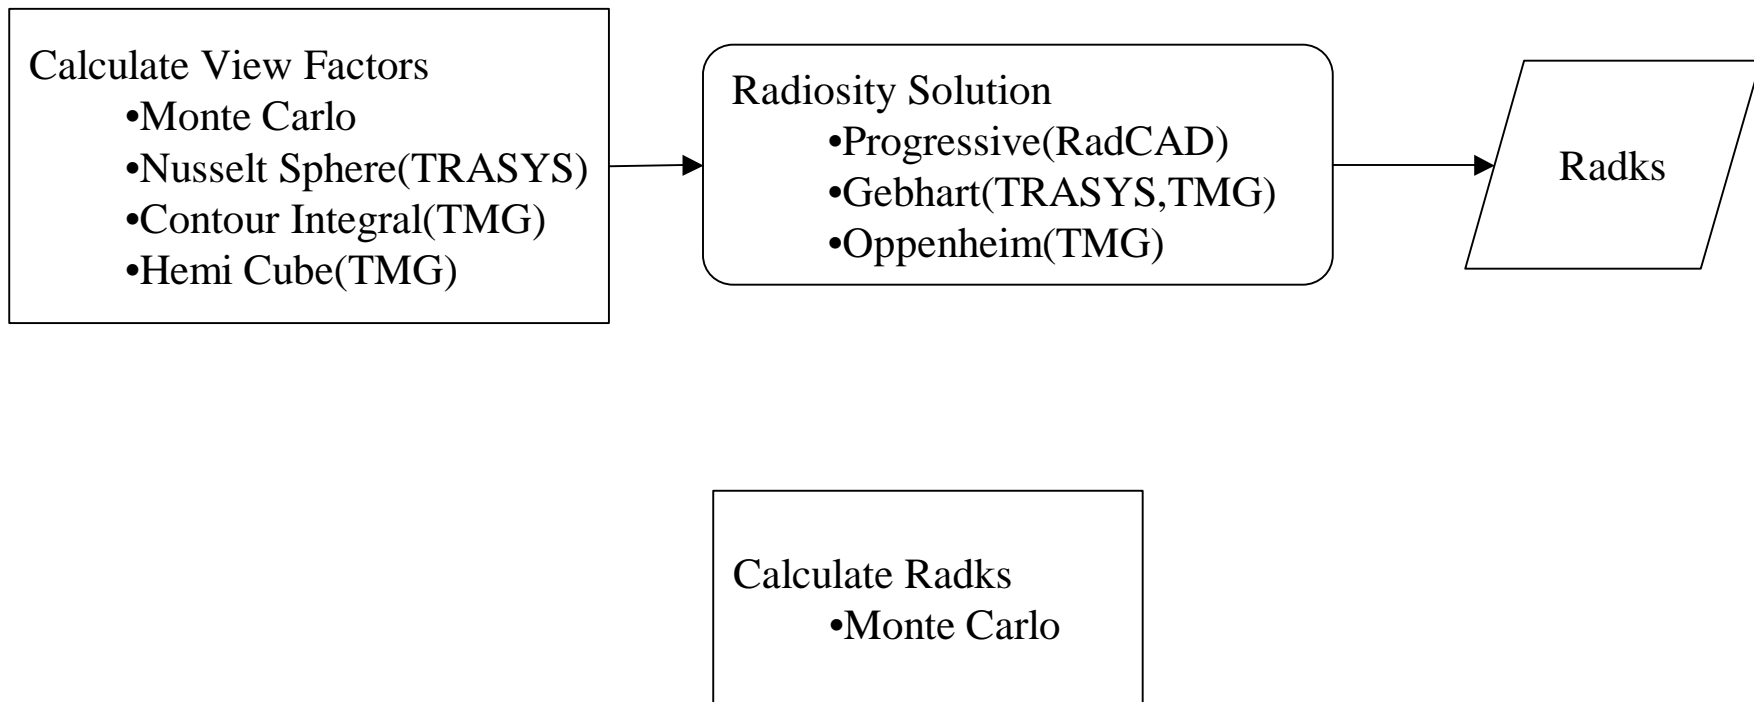 Calculate View Factors
•Monte Carlo
•Nusselt Sphere(TRASYS)
•Contour Integral(TMG)
•Hemi Cube(TMG)
Radiosity Solution
•Progressive(RadCAD)
•Gebhart(TRASYS,TMG)
•Oppenheim(TMG)
Radks
Calculate Radks
•Monte Carlo